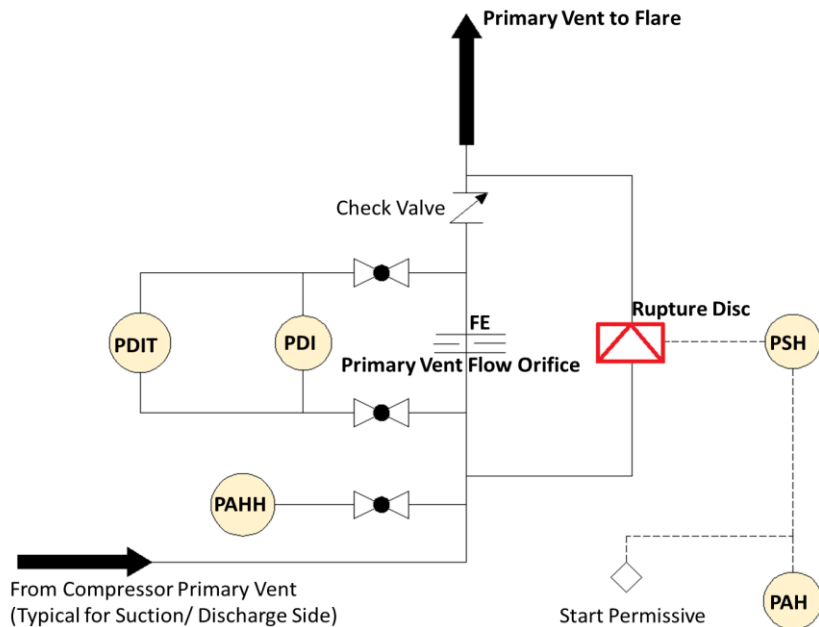 Primary Vent to Flare
Check Valve
Rupture Disc
FE
PDIT
PDI
PSH
Primary Vent Flow Orifice
PAHH
From Compressor Primary Vent
(Typical for Suction/ Discharge Side)
Start Permissive
PAH